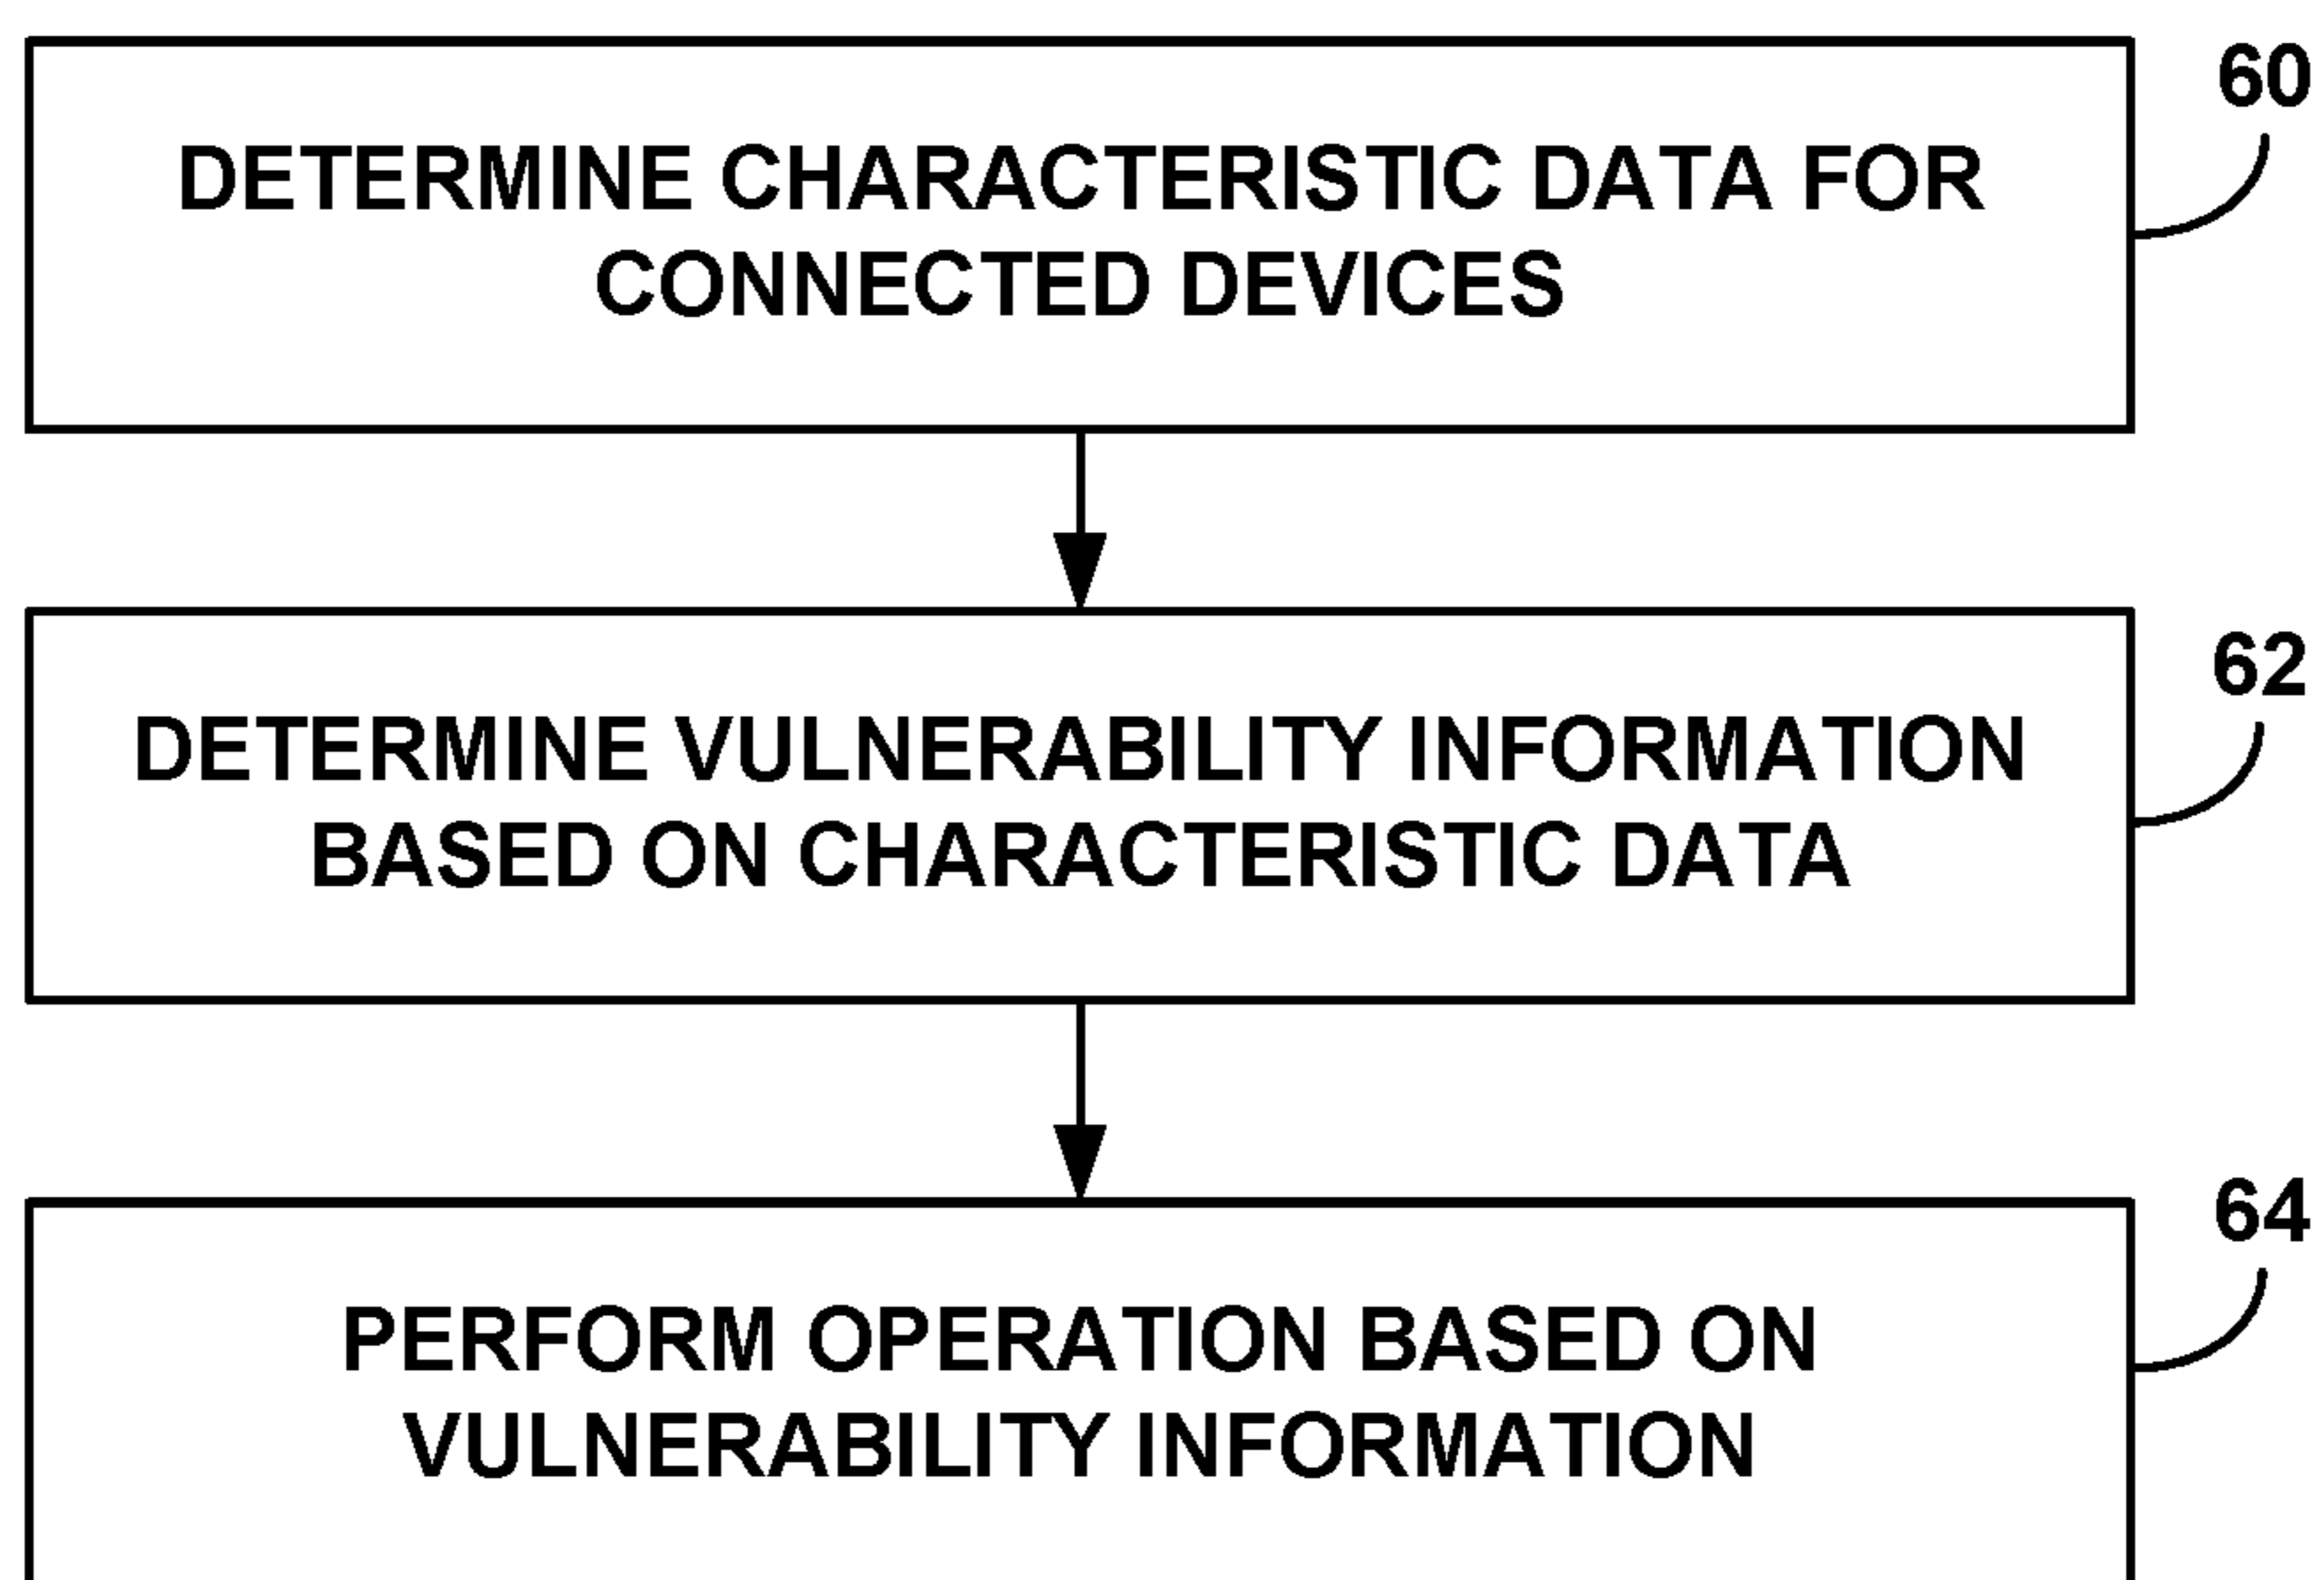 60
DETERMINE CHARACTERISTIC DATA FOR
CONNECTED DEVICES
62
DETERMINE VULNERABILITY INFORMATION
BASED ON CHARACTERISTIC DATA
64
PERFORM OPERATION BASED ON
VULNERABILITY INFORMATION